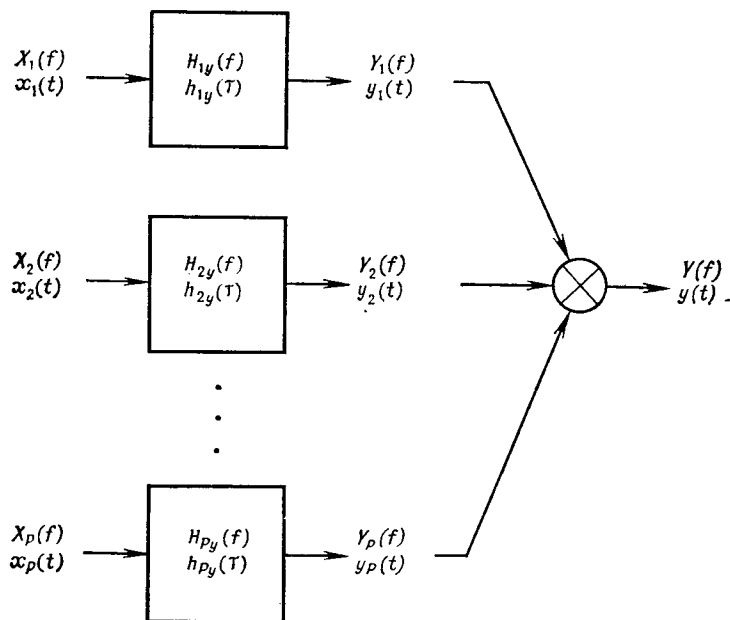 X₁(f)
x₁(t)
H₁y(f)
h₁y(τ)
Y₁(f)
y₁(t)
X₂(f)
x₂(t)
H₂y(f)
h₂y(τ)
Y₂(f)
y₂(t)
Y(f)
y(t)
Xₚ(f)
xₚ(t)
Hₚy(f)
hₚy(τ)
Yₚ(f)
yₚ(t)